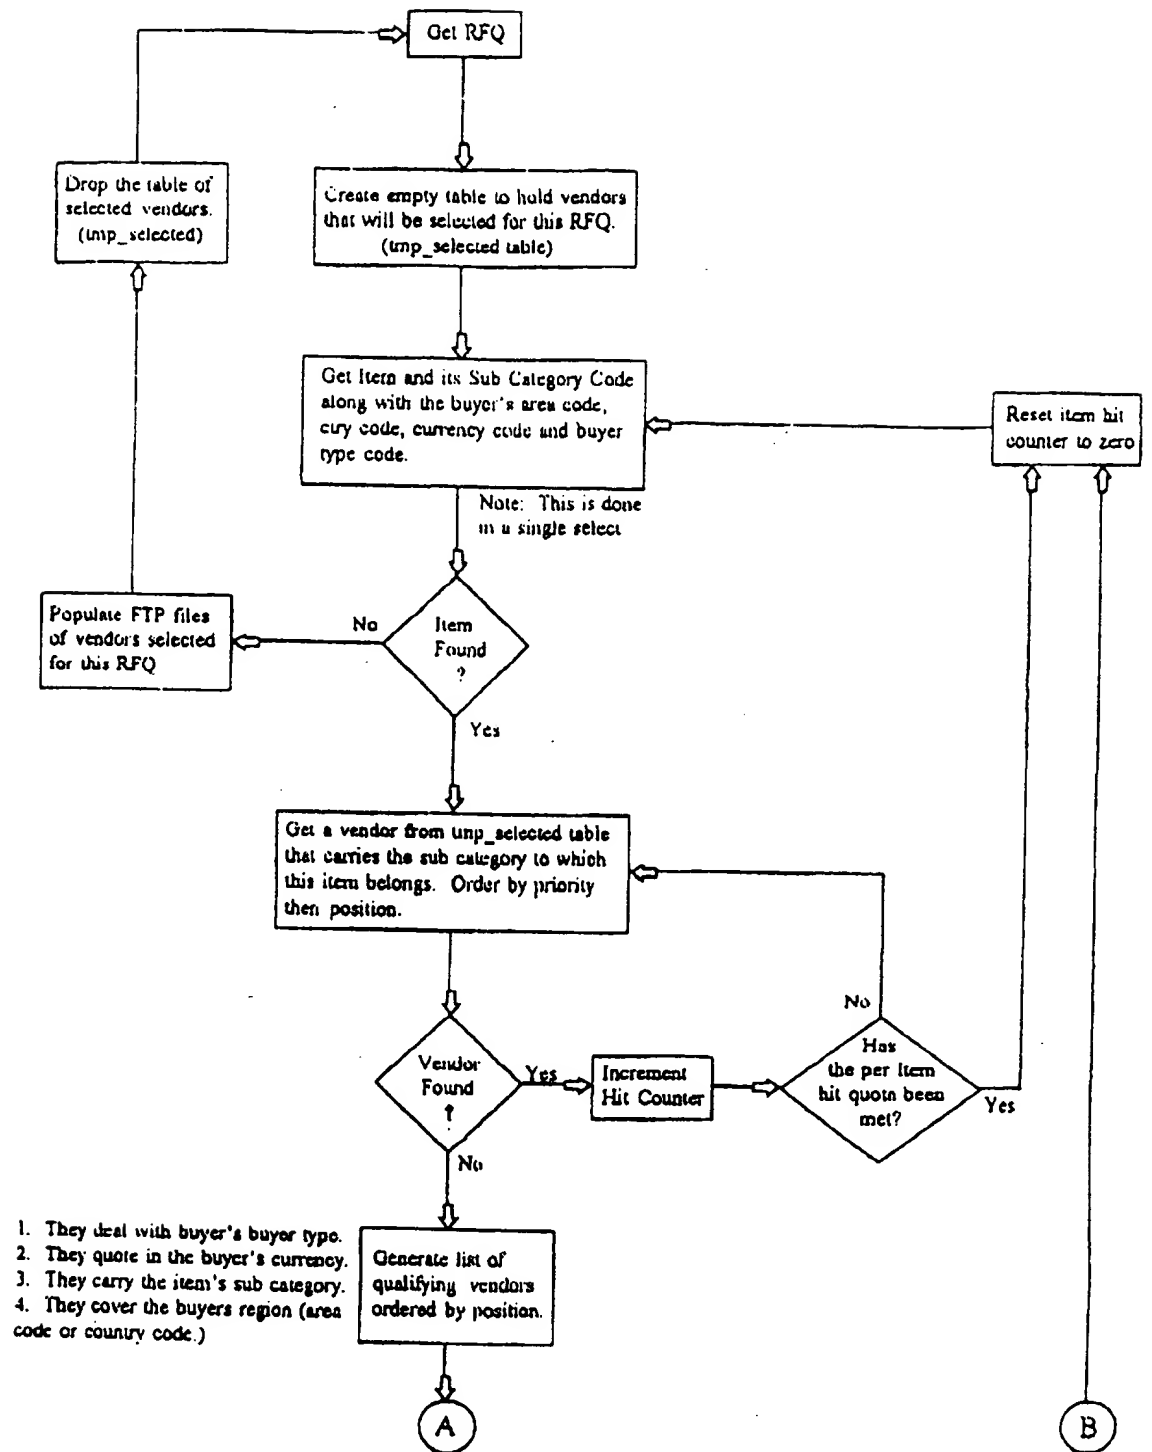 Get RFQ
Drop the table of
selected vendors.
(tmp_selected)
Create empty table to hold vendors
that will be selected for this RFQ.
(tmp_selected table)
Get Item and its Sub Category Code
along with the buyer's area code,
ctry code, currency code and buyer
type code.
Reset item hit
counter to zero
Note: This is done
in a single select
Populate FTP files
of vendors selected
for this RFQ
No
Item
Found
?
Yes
Get a vendor from tmp_selected table
that carries the sub category to which
this item belongs. Order by priority
then position.
No
Vendor
Found
?
Yes
Increment
Hit Counter
Has
the per Item
hit quota been
met?
Yes
No
1. They deal with buyer's buyer type.
2. They quote in the buyer's currency.
3. They carry the item's sub category.
4. They cover the buyers region (area
code or country code.)
Generate list of
qualifying vendors
ordered by position.
A
B